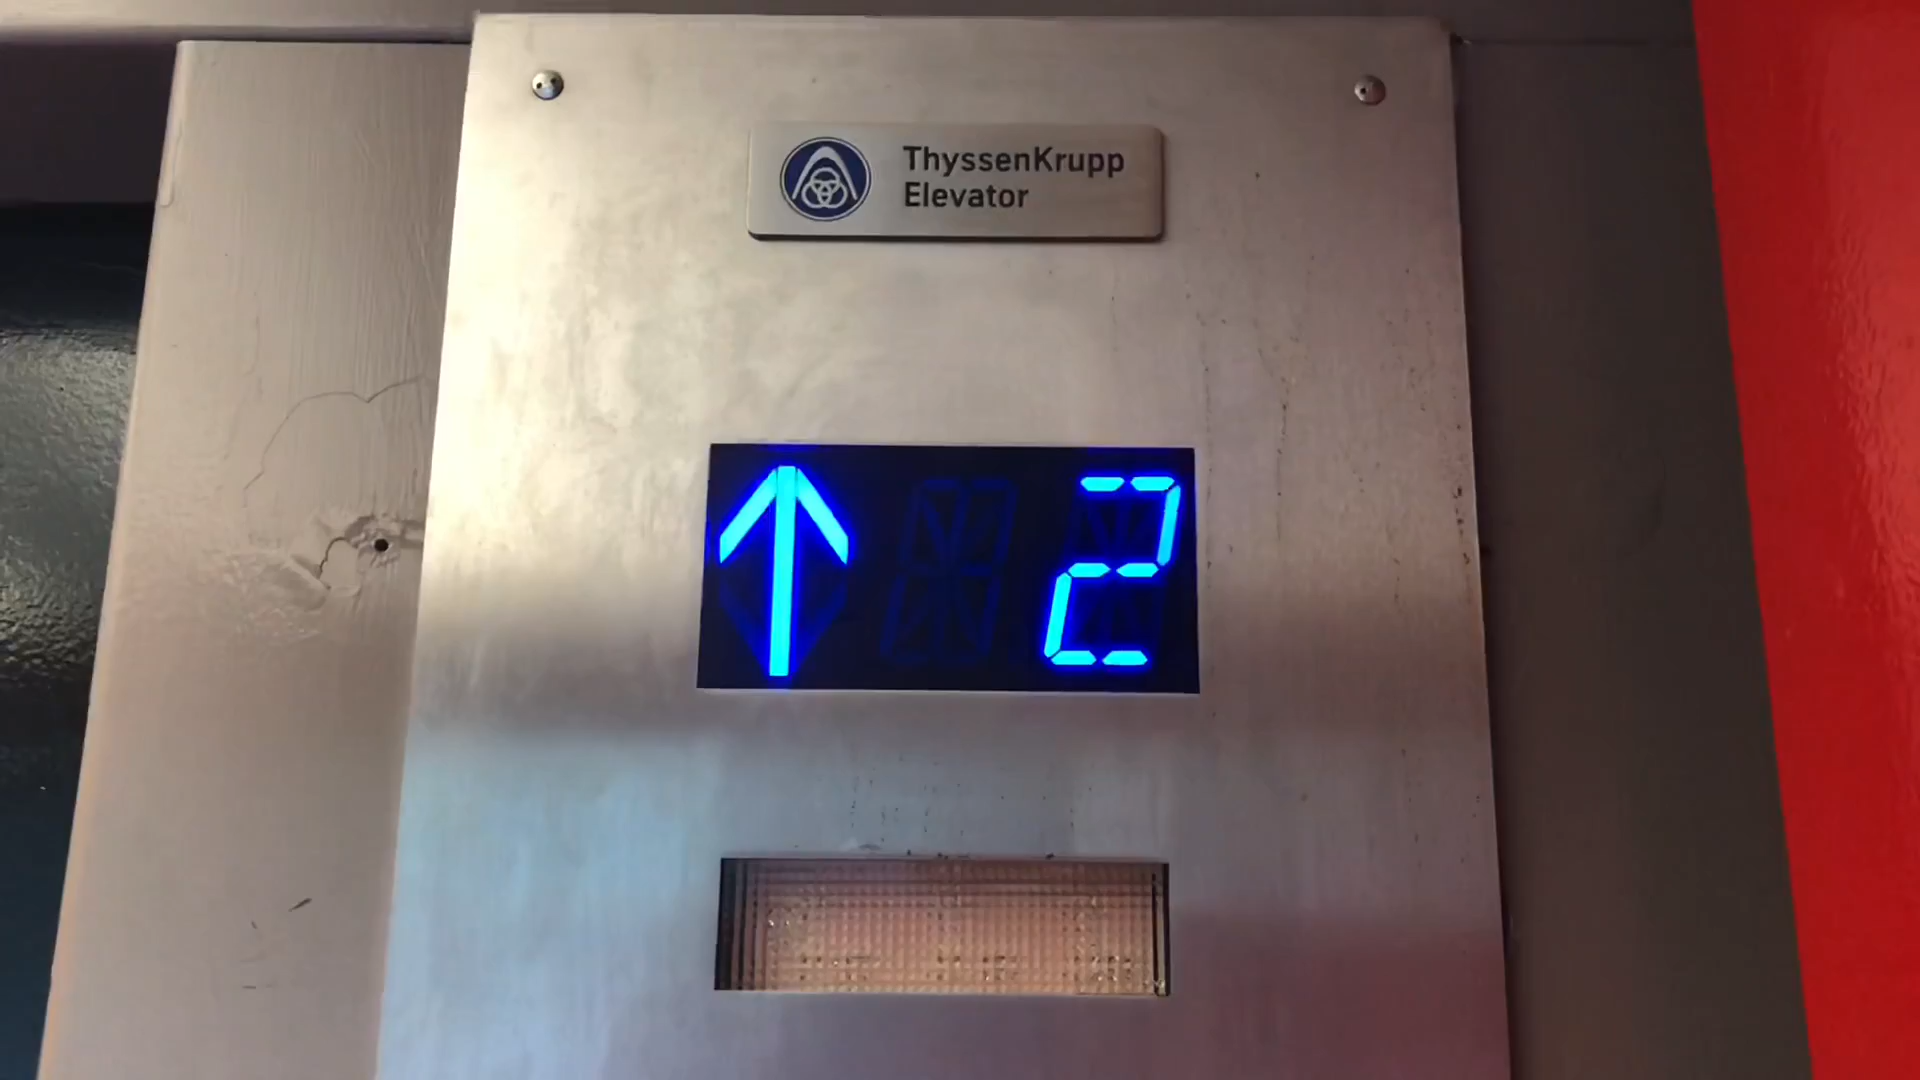 ThyssenKrupp
Elevator
↑ 2